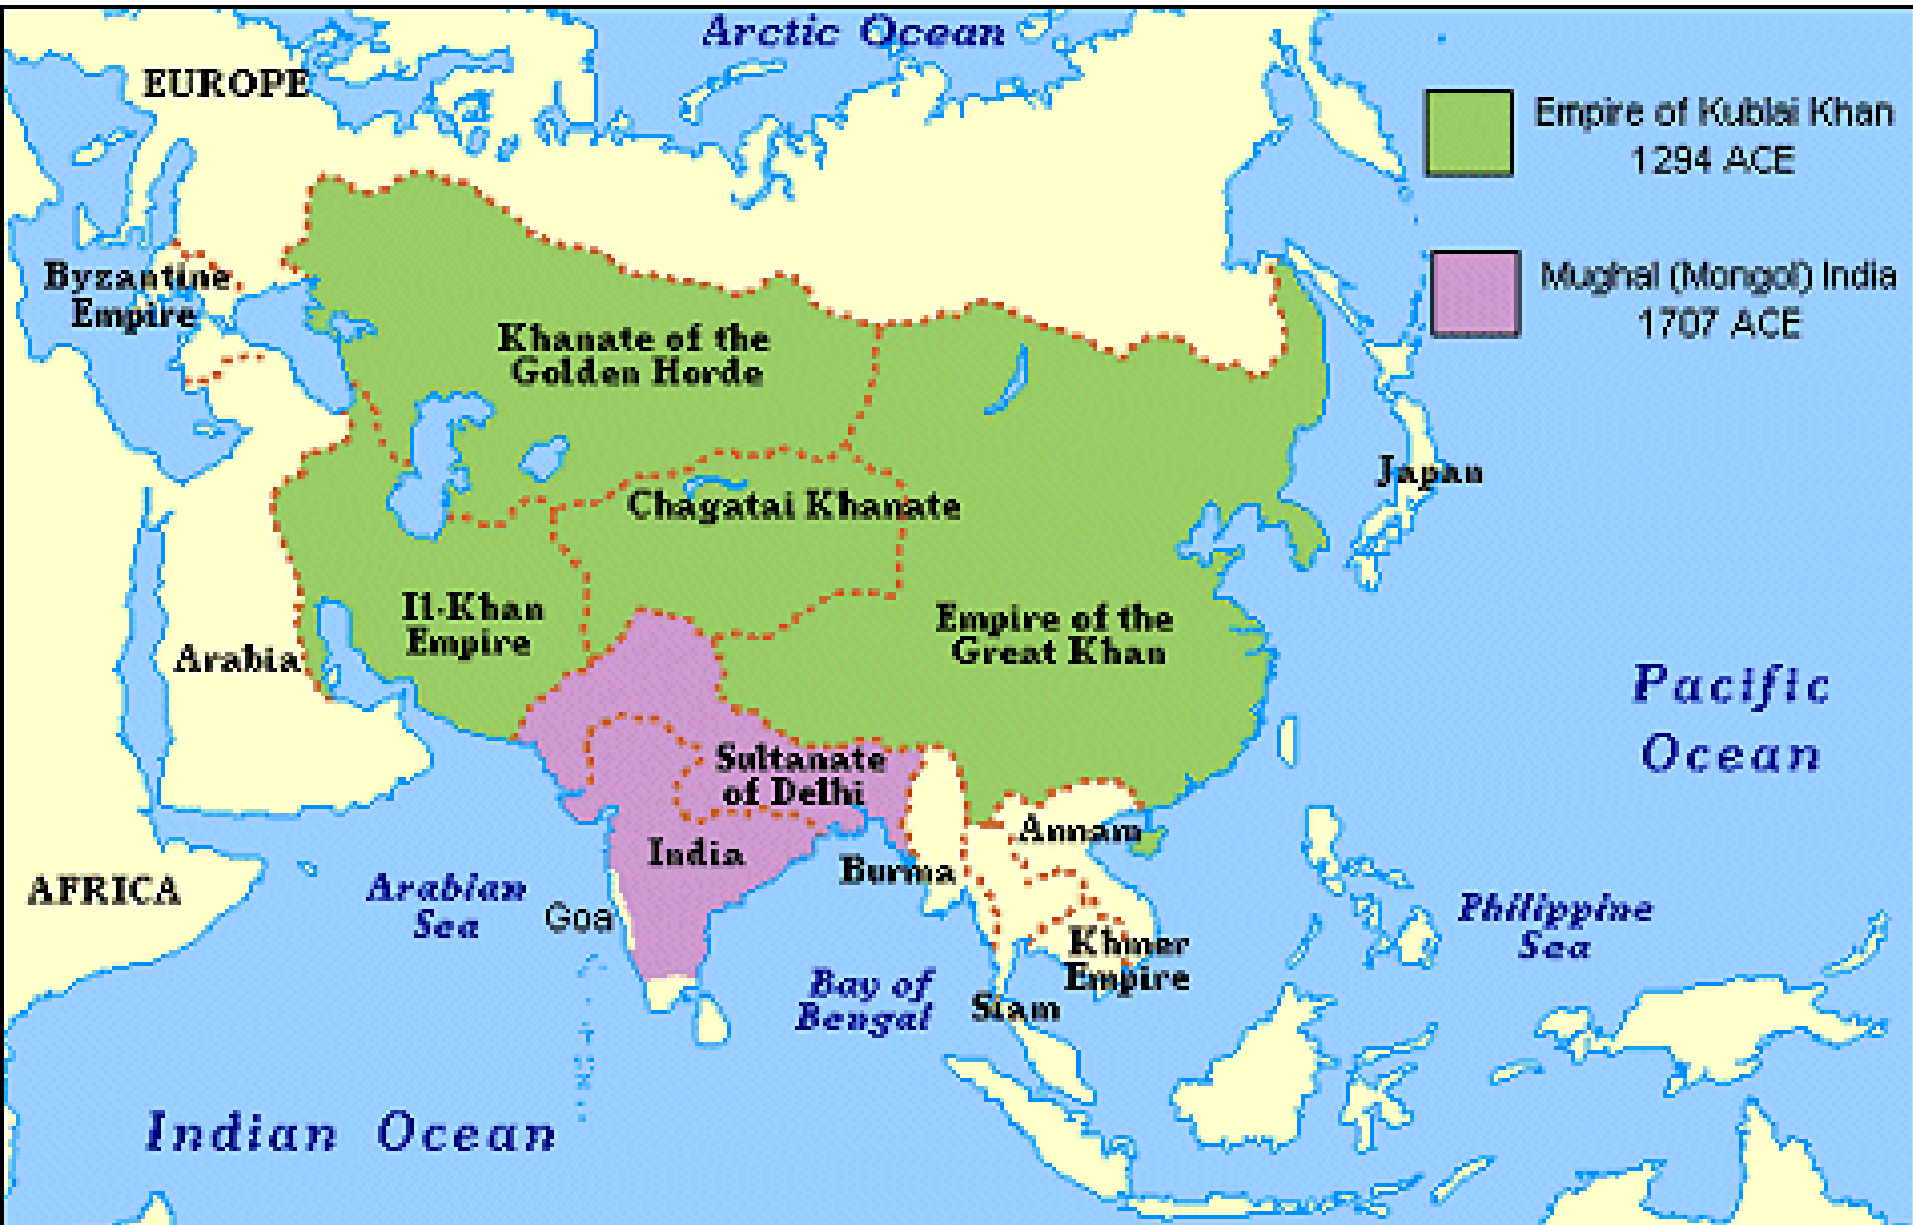 Arctic Ocean
EUROPE
Empire of Kublai Khan
1294 ACE
Mughal (Mongol) India
1707 ACE
Byzantine
Empire
Khanate of the
Golden Horde
Japan
Chagatai Khanate
Il-Khan
Empire
Empire of the
Great Khan
Arabia
Pacific
Ocean
Sultanate
of Delhi
Annam
India
Burma
AFRICA
Arabian
Sea
Goa
Philippine
Sea
Khmer
Empire
Bay of
Bengal
Siam
Indian Ocean